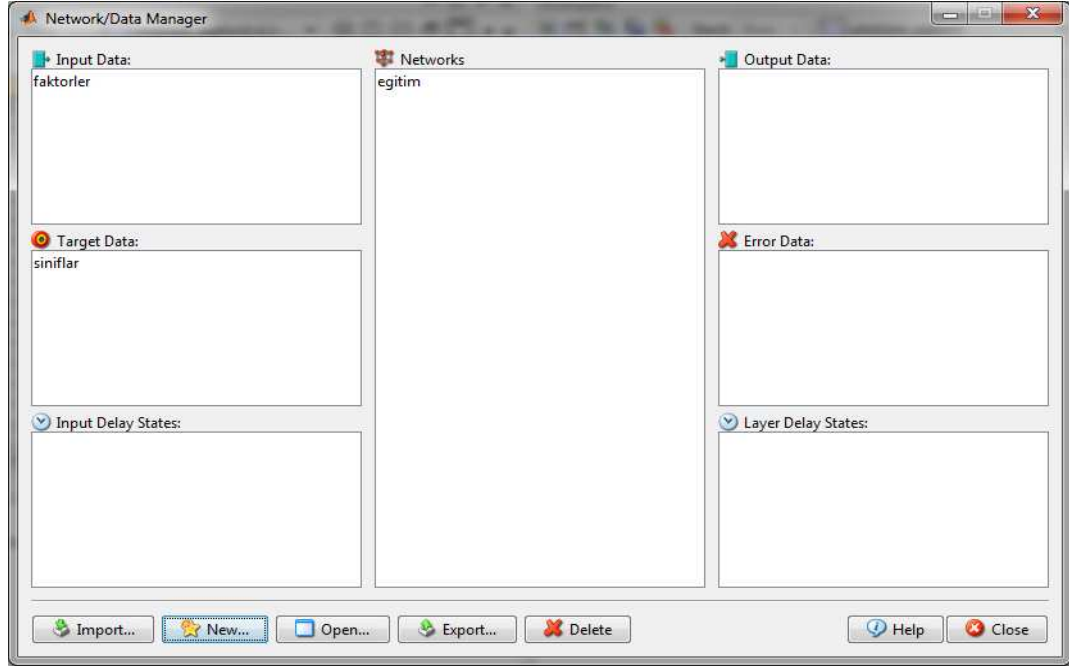 Network/Data Manager
Input Data:
faktorler
Networks
egitim
Output Data:
Target Data:
siniflar
Error Data:
Input Delay States:
Layer Delay States:
Import...
New...
Open...
Export...
Delete
Help
Close